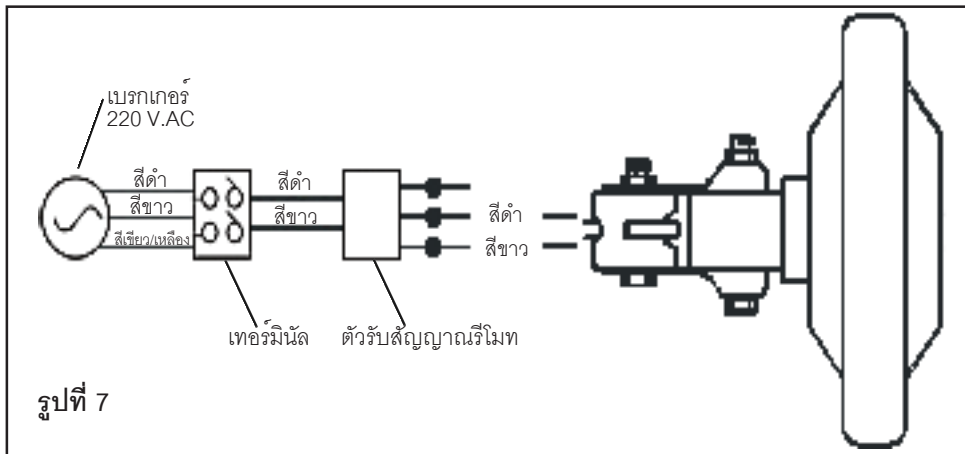 เบรกเกอร์
220 V.AC
สีดำ
สีขาว
สีเขียว/เหลือง
สีดำ
สีขาว
สีดำ
สีขาว
เทอร์มินัล
ตัวรับสัญญาณรีโมท
รูปที่ 7